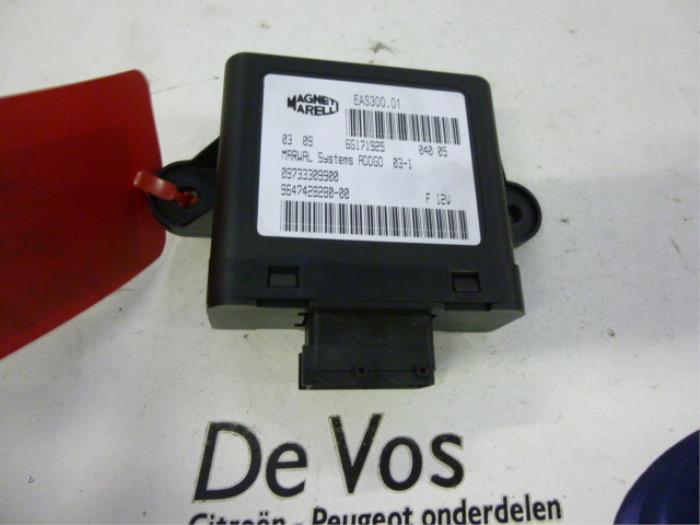 MAGNETI
MARELLI
EAS300.01
03 09 66171925 040 05
MARWAL Systems ADDGO 03-1
09733309900
9647428280-00 F 12V
De Vos
Citroën - Peugeot onderdelen